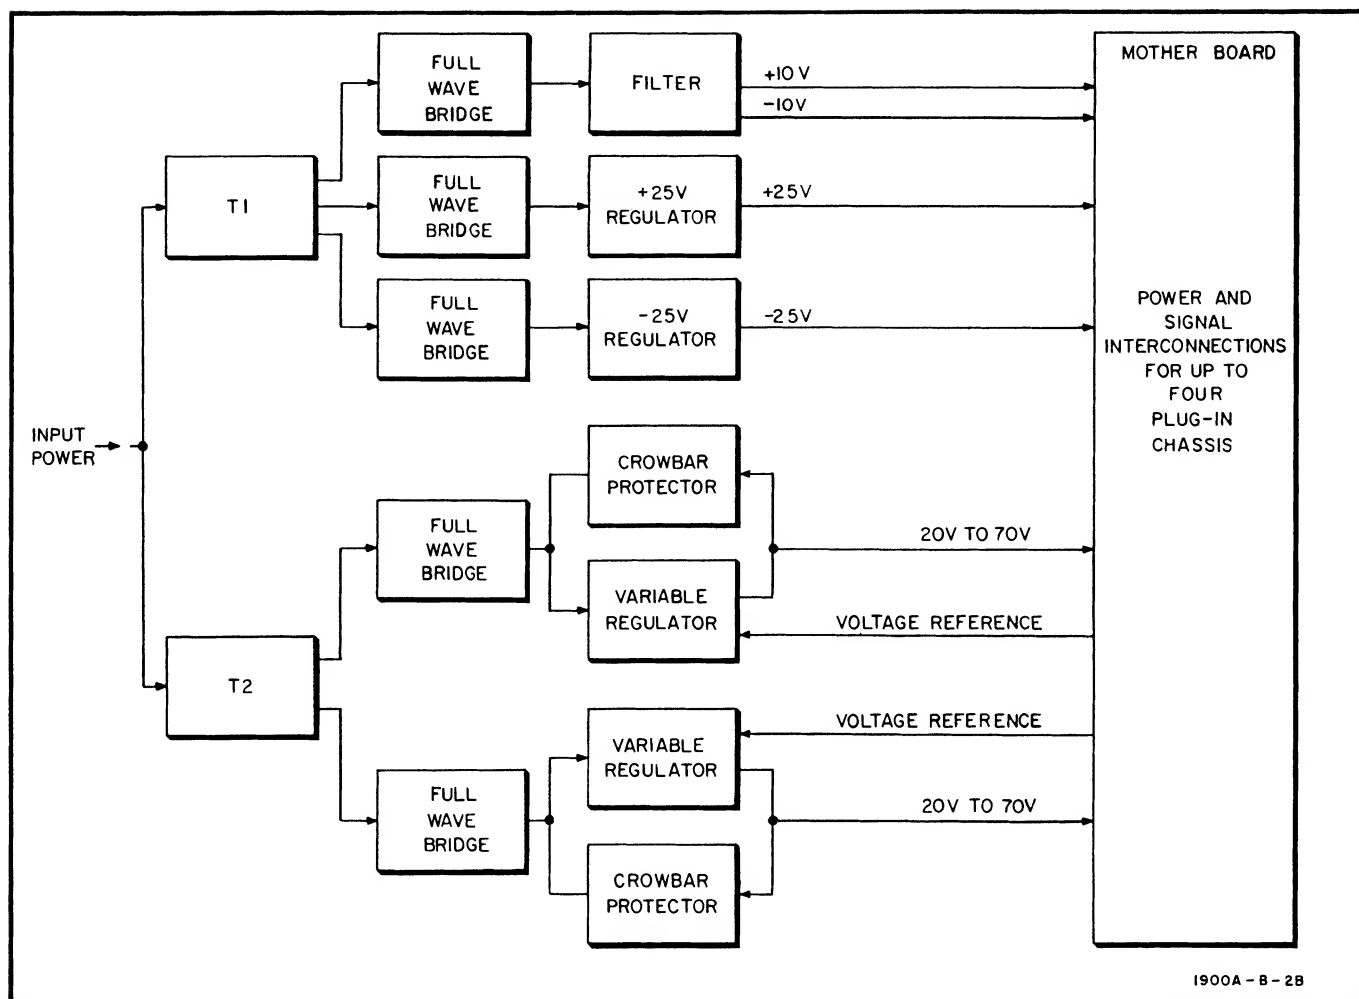 FULL
WAVE
BRIDGE
FILTER
+10V
-10V
MOTHER BOARD
T1
FULL
WAVE
BRIDGE
+25V
REGULATOR
+25V
FULL
WAVE
BRIDGE
-25V
REGULATOR
-25V
POWER AND
SIGNAL
INTERCONNECTIONS
FOR UP TO
FOUR
PLUG-IN
CHASSIS
INPUT
POWER
CROWBAR
PROTECTOR
FULL
WAVE
BRIDGE
20V TO 70V
VARIABLE
REGULATOR
VOLTAGE REFERENCE
T2
VARIABLE
REGULATOR
VOLTAGE REFERENCE
FULL
WAVE
BRIDGE
20V TO 70V
CROWBAR
PROTECTOR
1900A-B-2B